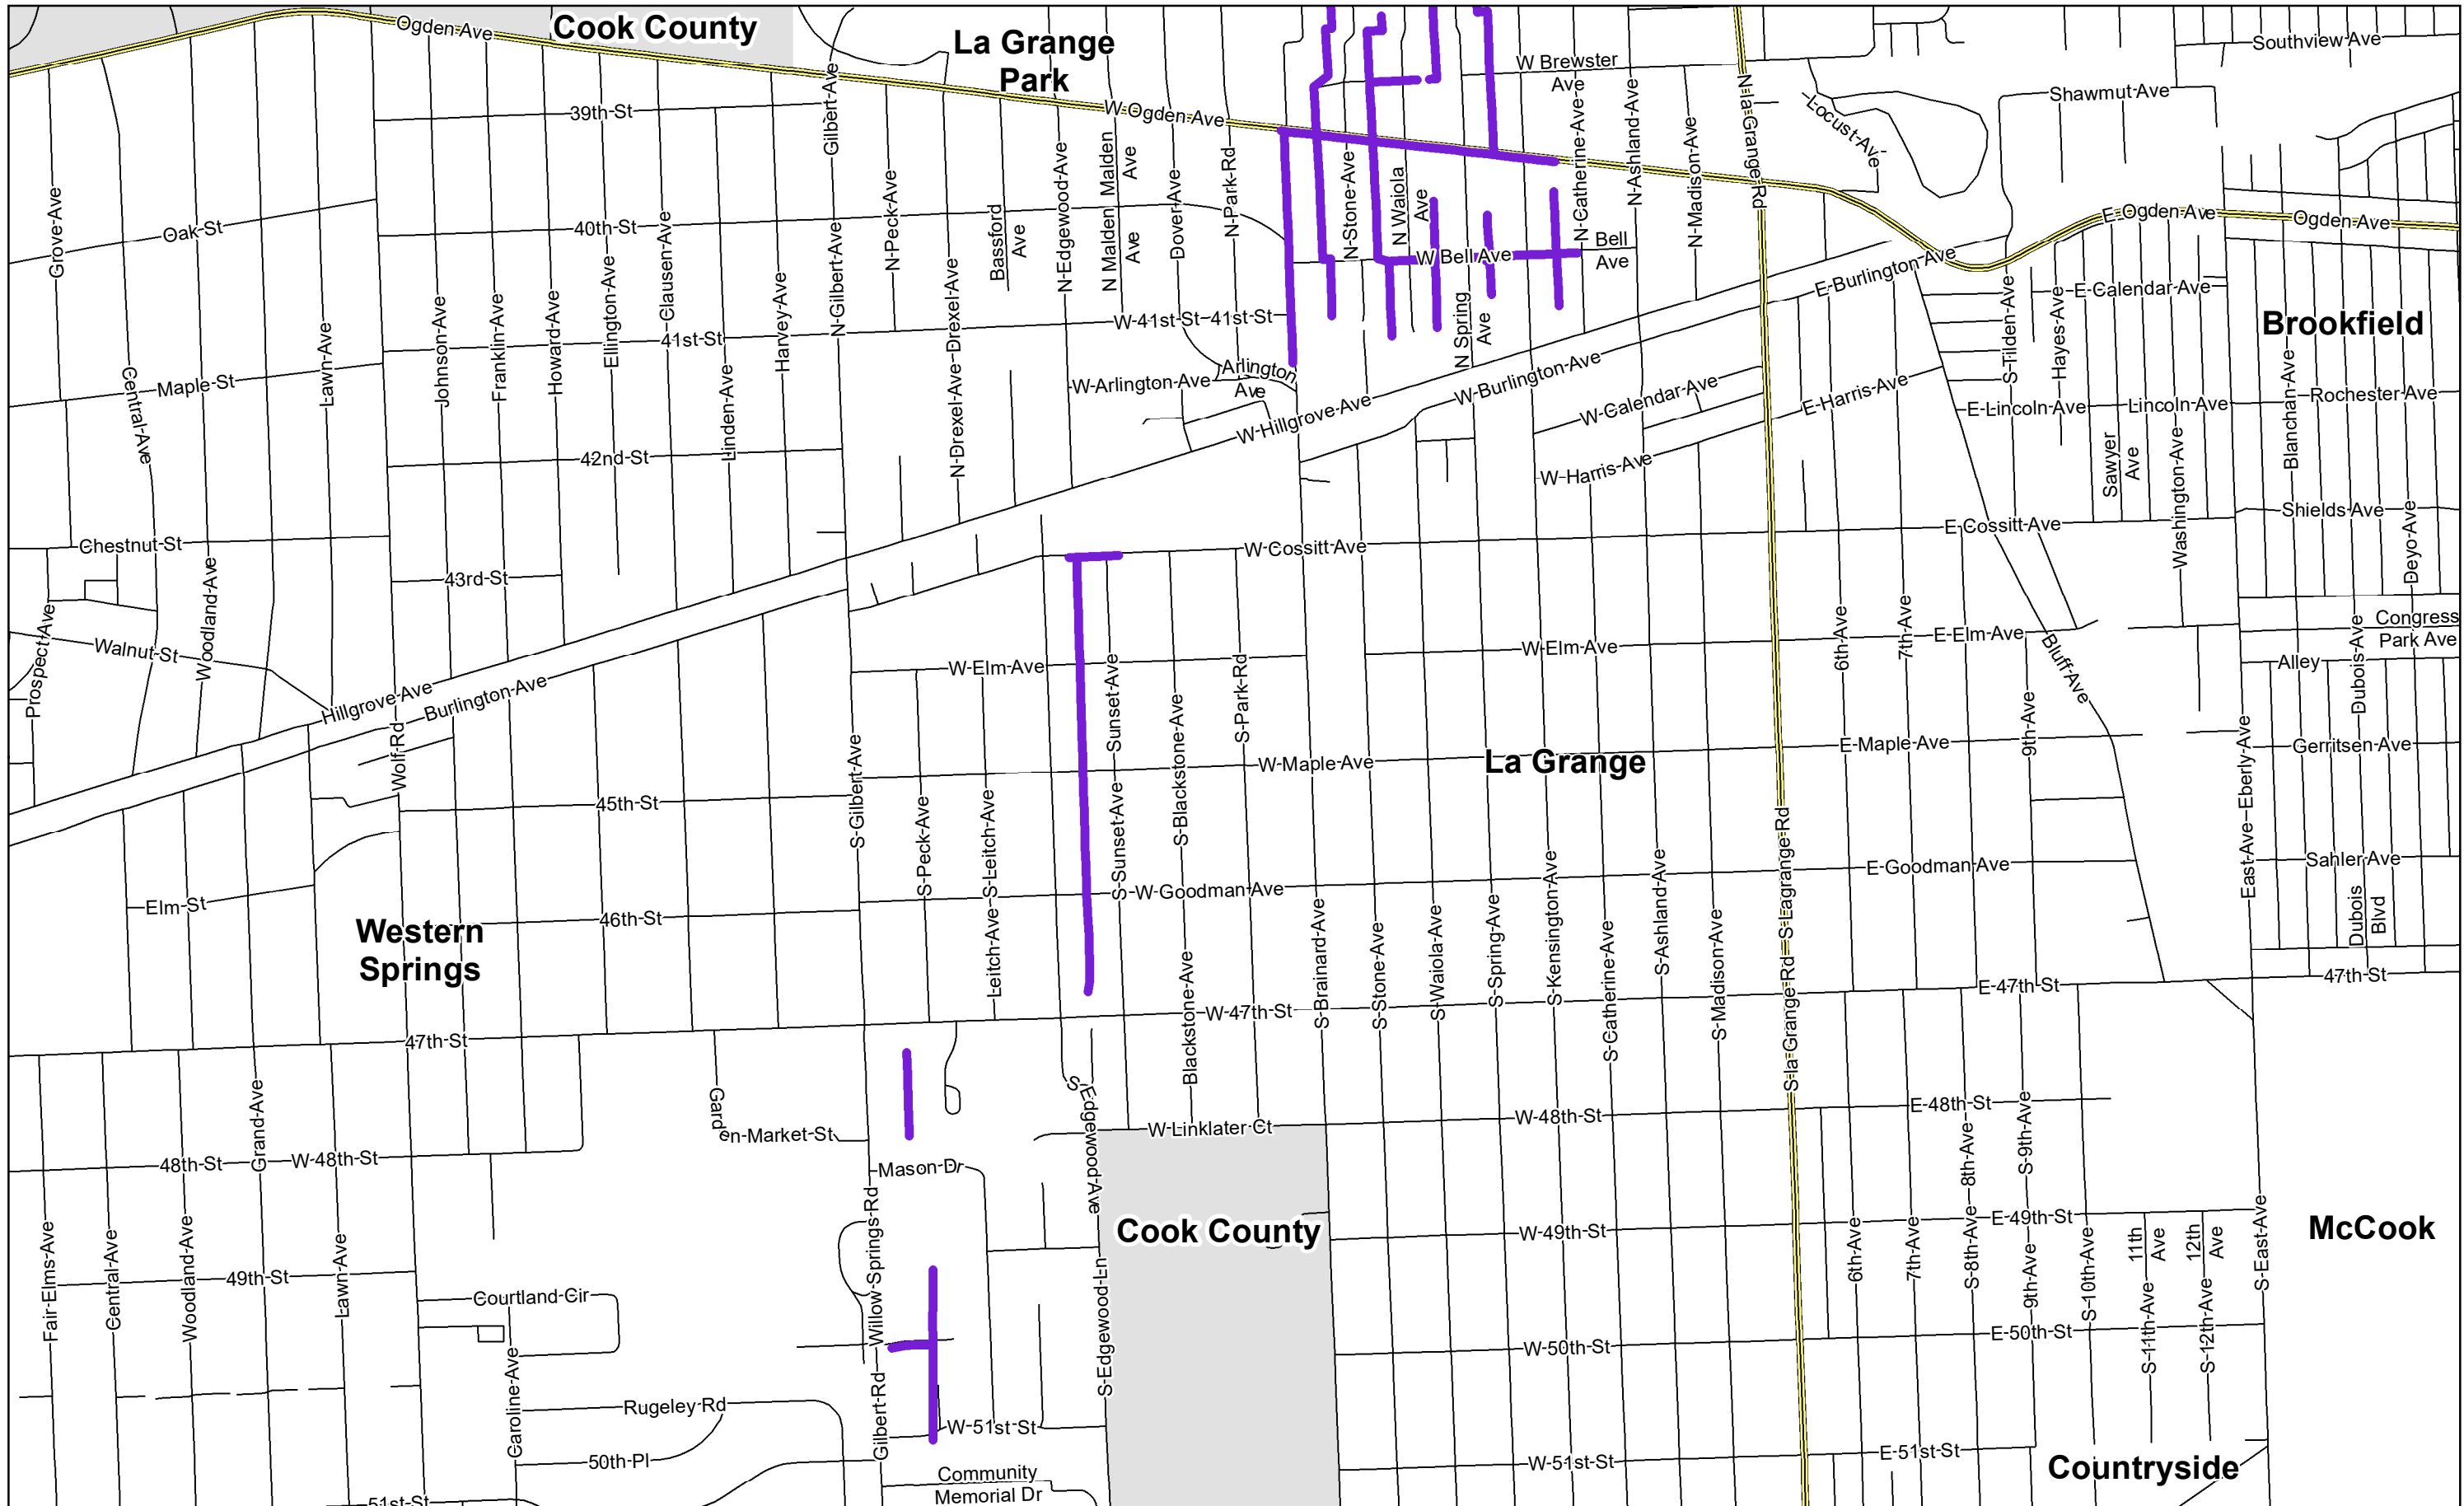 Cook County
La Grange
Park
Ogden Ave
W Ogden Ave
W Brewster
Ave
Southview Ave
Shawmut Ave
Locust Ave
39th St
Gilbert Ave
N la Grange Rd
N Catherine Ave
N Ashland Ave
N Madison Ave
E Ogden Ave
Ogden Ave
Grove Ave
Oak St
40th St
Clausen Ave
N Peck Ave
Bassford
Ave
N Edgewood Ave
N Malden
Malden
Ave
Ave
Dover Ave
N Park Rd
N Stone Ave
N Waiola
Ave
W Bell Ave
Bell
Ave
E Burlington Ave
E Calendar Ave
Brookfield
Central Ave
Lawn Ave
Johnson Ave
Franklin Ave
Howard Ave
Ellington Ave
Linden Ave
Harvey Ave
N Gilbert Ave
N Drexel Ave
Drexel Ave
41st St
W 41st St
41st St
N Spring
Ave
S Tilden Ave
Hayes Ave
Maple St
W Arlington Ave
Arlington
Ave
W Hillgrove Ave
W Burlington Ave
W Calendar Ave
E Harris Ave
E Lincoln Ave
Lincoln Ave
Rochester Ave
Blanchan Ave
42nd St
W Harris Ave
Sawyer
Ave
Washington Ave
Shields Ave
Deyo Ave
Chestnut St
43rd St
W Cossitt Ave
E Cossitt Ave
Prospect Ave
Walnut St
Woodland Ave
Hillgrove Ave
Burlington Ave
Wolf Rd
W Elm Ave
W Elm Ave
E Elm Ave
6th Ave
7th Ave
9th Ave
Bluff Ave
Congress
Park Ave
Alley
Dubois Ave
S Gilbert Ave
Sunset Ave
S Sunset Ave
S Blackstone Ave
S Park Rd
W Maple Ave
La Grange
E Maple Ave
Gerritsen Ave
45th St
S Peck Ave
S Leitch Ave
Leitch Ave
S Lagrange Rd
East Ave
Eberly Ave
Elm St
46th St
W Goodman Ave
E Goodman Ave
Sahler Ave
Dubois
Blvd
Western
Springs
Blackstone Ave
S Brainard Ave
S Stone Ave
S Waiola Ave
S Spring Ave
S Kensington Ave
S Catherine Ave
S Ashland Ave
S Madison Ave
S la Grange Rd
47th St
W 47th St
E 47th St
47th St
Grand Ave
Garden Market St
S Edgewood Ave
48th St
W 48th St
Mason Dr
W Linklater Ct
W 48th St
E 48th St
8th Ave
S 9th Ave
Fair Elms Ave
Central Ave
Woodland Ave
Lawn Ave
49th St
Courtland Cir
Willow Springs Rd
Cook County
W 49th St
E 49th St
6th Ave
7th Ave
S 8th Ave
9th Ave
S 10th Ave
11th
Ave
12th
Ave
S 11th Ave
S 12th Ave
S East Ave
McCook
Caroline Ave
S Edgewood Ln
W 50th St
E 50th St
Rugeley Rd
Gilbert Rd
W 51st St
50th Pl
Community
Memorial Dr
W 51st St
E 51st St
Countryside
51st St